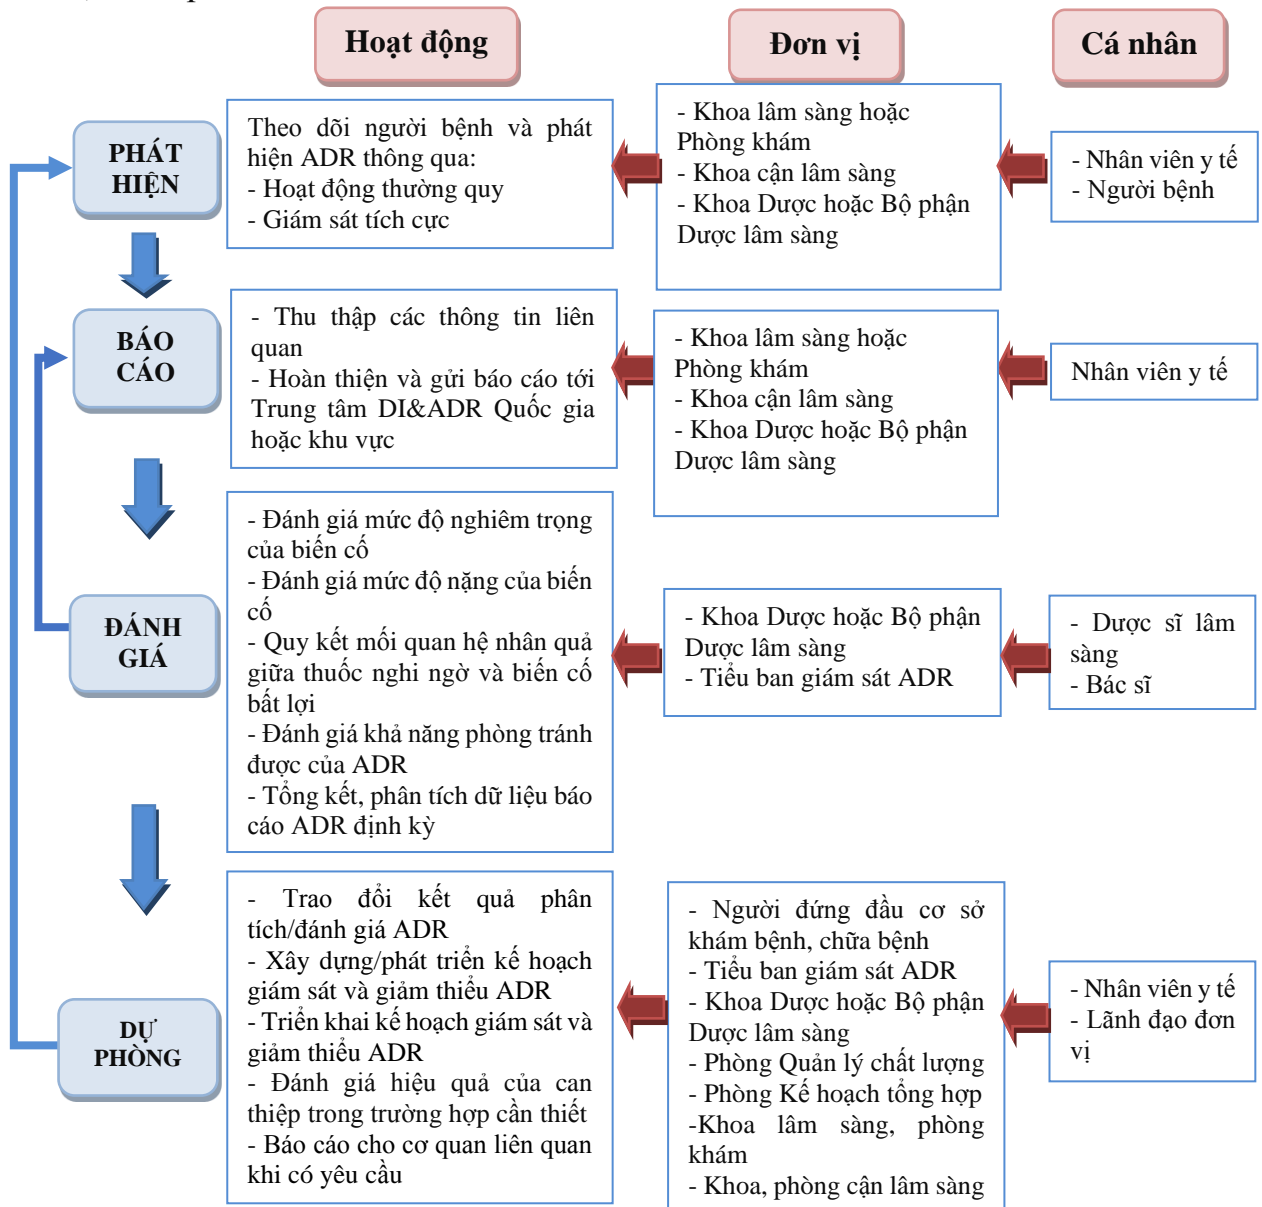 Hoạt động
Đơn vị
Cá nhân
PHÁT
HIỆN
Theo dõi người bệnh và phát
hiện ADR thông qua:
- Hoạt động thường quy
- Giám sát tích cực
- Khoa lâm sàng hoặc
Phòng khám
- Khoa cận lâm sàng
- Khoa Dược hoặc Bộ phận
Dược lâm sàng
- Nhân viên y tế
- Người bệnh
BÁO
CÁO
- Thu thập các thông tin liên
quan
- Hoàn thiện và gửi báo cáo tới
Trung tâm DI&ADR Quốc gia
hoặc khu vực
- Khoa lâm sàng hoặc
Phòng khám
- Khoa cận lâm sàng
- Khoa Dược hoặc Bộ phận
Dược lâm sàng
Nhân viên y tế
ĐÁNH
GIÁ
- Đánh giá mức độ nghiêm trọng
của biến cố
- Đánh giá mức độ nặng của biến
cố
- Quy kết mối quan hệ nhân quả
giữa thuốc nghi ngờ và biến cố
bất lợi
- Đánh giá khả năng phòng tránh
được của ADR
- Tổng kết, phân tích dữ liệu báo
cáo ADR định kỳ
- Khoa Dược hoặc Bộ phận
Dược lâm sàng
- Tiểu ban giám sát ADR
- Dược sĩ lâm
sàng
- Bác sĩ
DỰ
PHÒNG
- Trao đổi kết quả phân
tích/đánh giá ADR
- Xây dựng/phát triển kế hoạch
giám sát và giảm thiểu ADR
- Triển khai kế hoạch giám sát và
giảm thiểu ADR
- Đánh giá hiệu quả của can
thiệp trong trường hợp cần thiết
- Báo cáo cho cơ quan liên quan
khi có yêu cầu
- Người đứng đầu cơ sở
khám bệnh, chữa bệnh
- Tiểu ban giám sát ADR
- Khoa Dược hoặc Bộ phận
Dược lâm sàng
- Phòng Quản lý chất lượng
- Phòng Kế hoạch tổng hợp
-Khoa lâm sàng, phòng
khám
- Khoa, phòng cận lâm sàng
- Nhân viên y tế
- Lãnh đạo đơn
vị